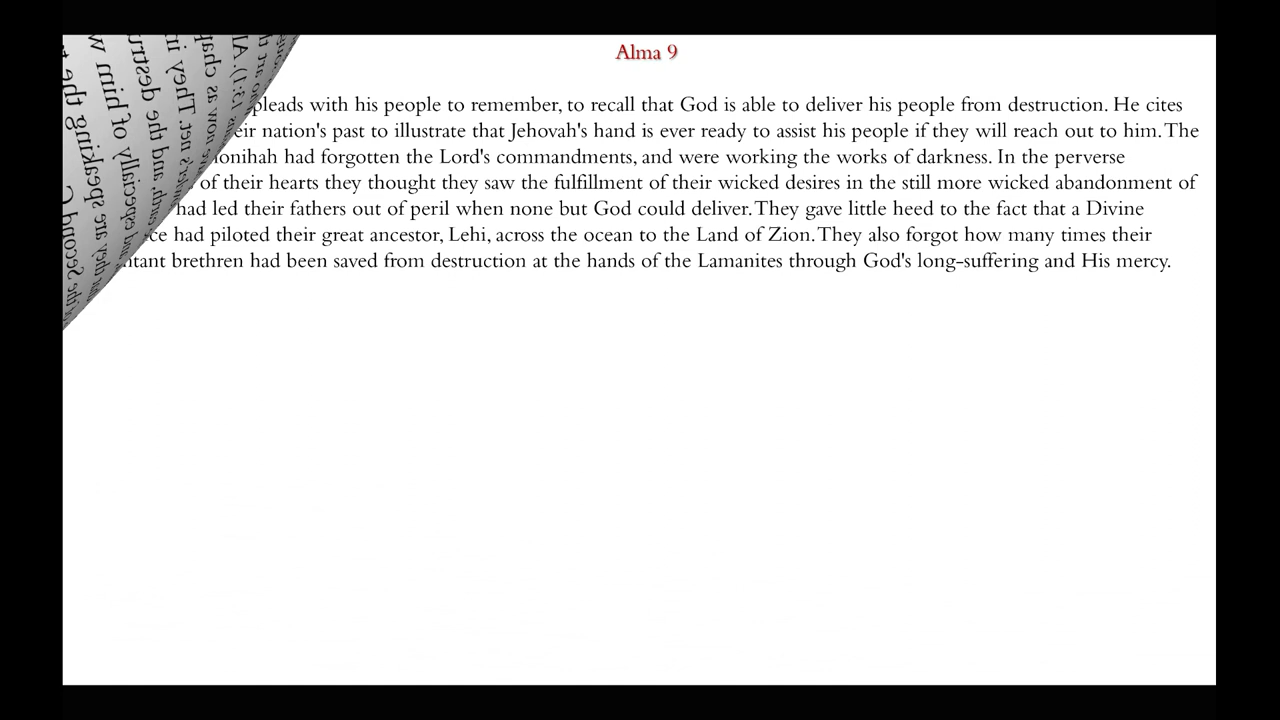 Alma 9
pleads with his people to remember, to recall that God is able to deliver his people from destruction. He cites
nation's past to illustrate that Jehovah's hand is ever ready to assist his people if they will reach out to him. The
had forgotten the Lord's commandments, and were working the works of darkness. In the perverse
of their hearts they thought they saw the fulfillment of their wicked desires in the still more wicked abandonment of
had led their fathers out of peril when none but God could deliver. They gave little heed to the fact that a Divine
had piloted their great ancestor, Lehi, across the ocean to the Land of Zion. They also forgot how many times their
brethren had been saved from destruction at the hands of the Lamanites through God's long-suffering and His mercy.